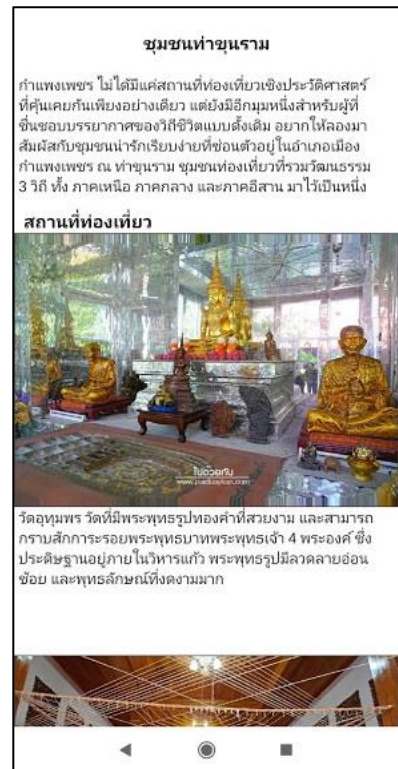 ชุมชนท่าขุนราม
กำแพงเพชร ไม่ได้มีแค่สถานที่ท่องเที่ยวเชิงประวัติศาสตร์
ที่คุ้นเคยกันเพียงอย่างเดียว แต่ยังมีอีกมุมหนึ่งสำหรับผู้ที่
ชื่นชอบบรรยากาศของวิถีชีวิตแบบดั้งเดิม อยากให้ลองมา
สัมผัสกับชุมชนน่ารักเรียบง่ายที่ซ่อนตัวอยู่ในอำเภอเมือง
กำแพงเพชร ณ ท่าขุนราม ชุมชนท่องเที่ยวที่รวมวัฒนธรรม
3 วิถี ทั้ง ภาคเหนือ ภาคกลาง และภาคอีสาน มาไว้เป็นหนึ่ง
สถานที่ท่องเที่ยว
ไปด้วยกัน
www.paiduaykan.com
วัดอุทุมพร วัดที่มีพระพุทธรูปทองคำที่สวยงาม และสามารถ
กราบสักการะรอยพระพุทธบาทพระพุทธเจ้า 4 พระองค์ ซึ่ง
ประดิษฐานอยู่ภายในวิหารแก้ว พระพุทธรูปมีลวดลายอ่อน
ช้อย และพุทธลักษณ์ที่งดงามมาก